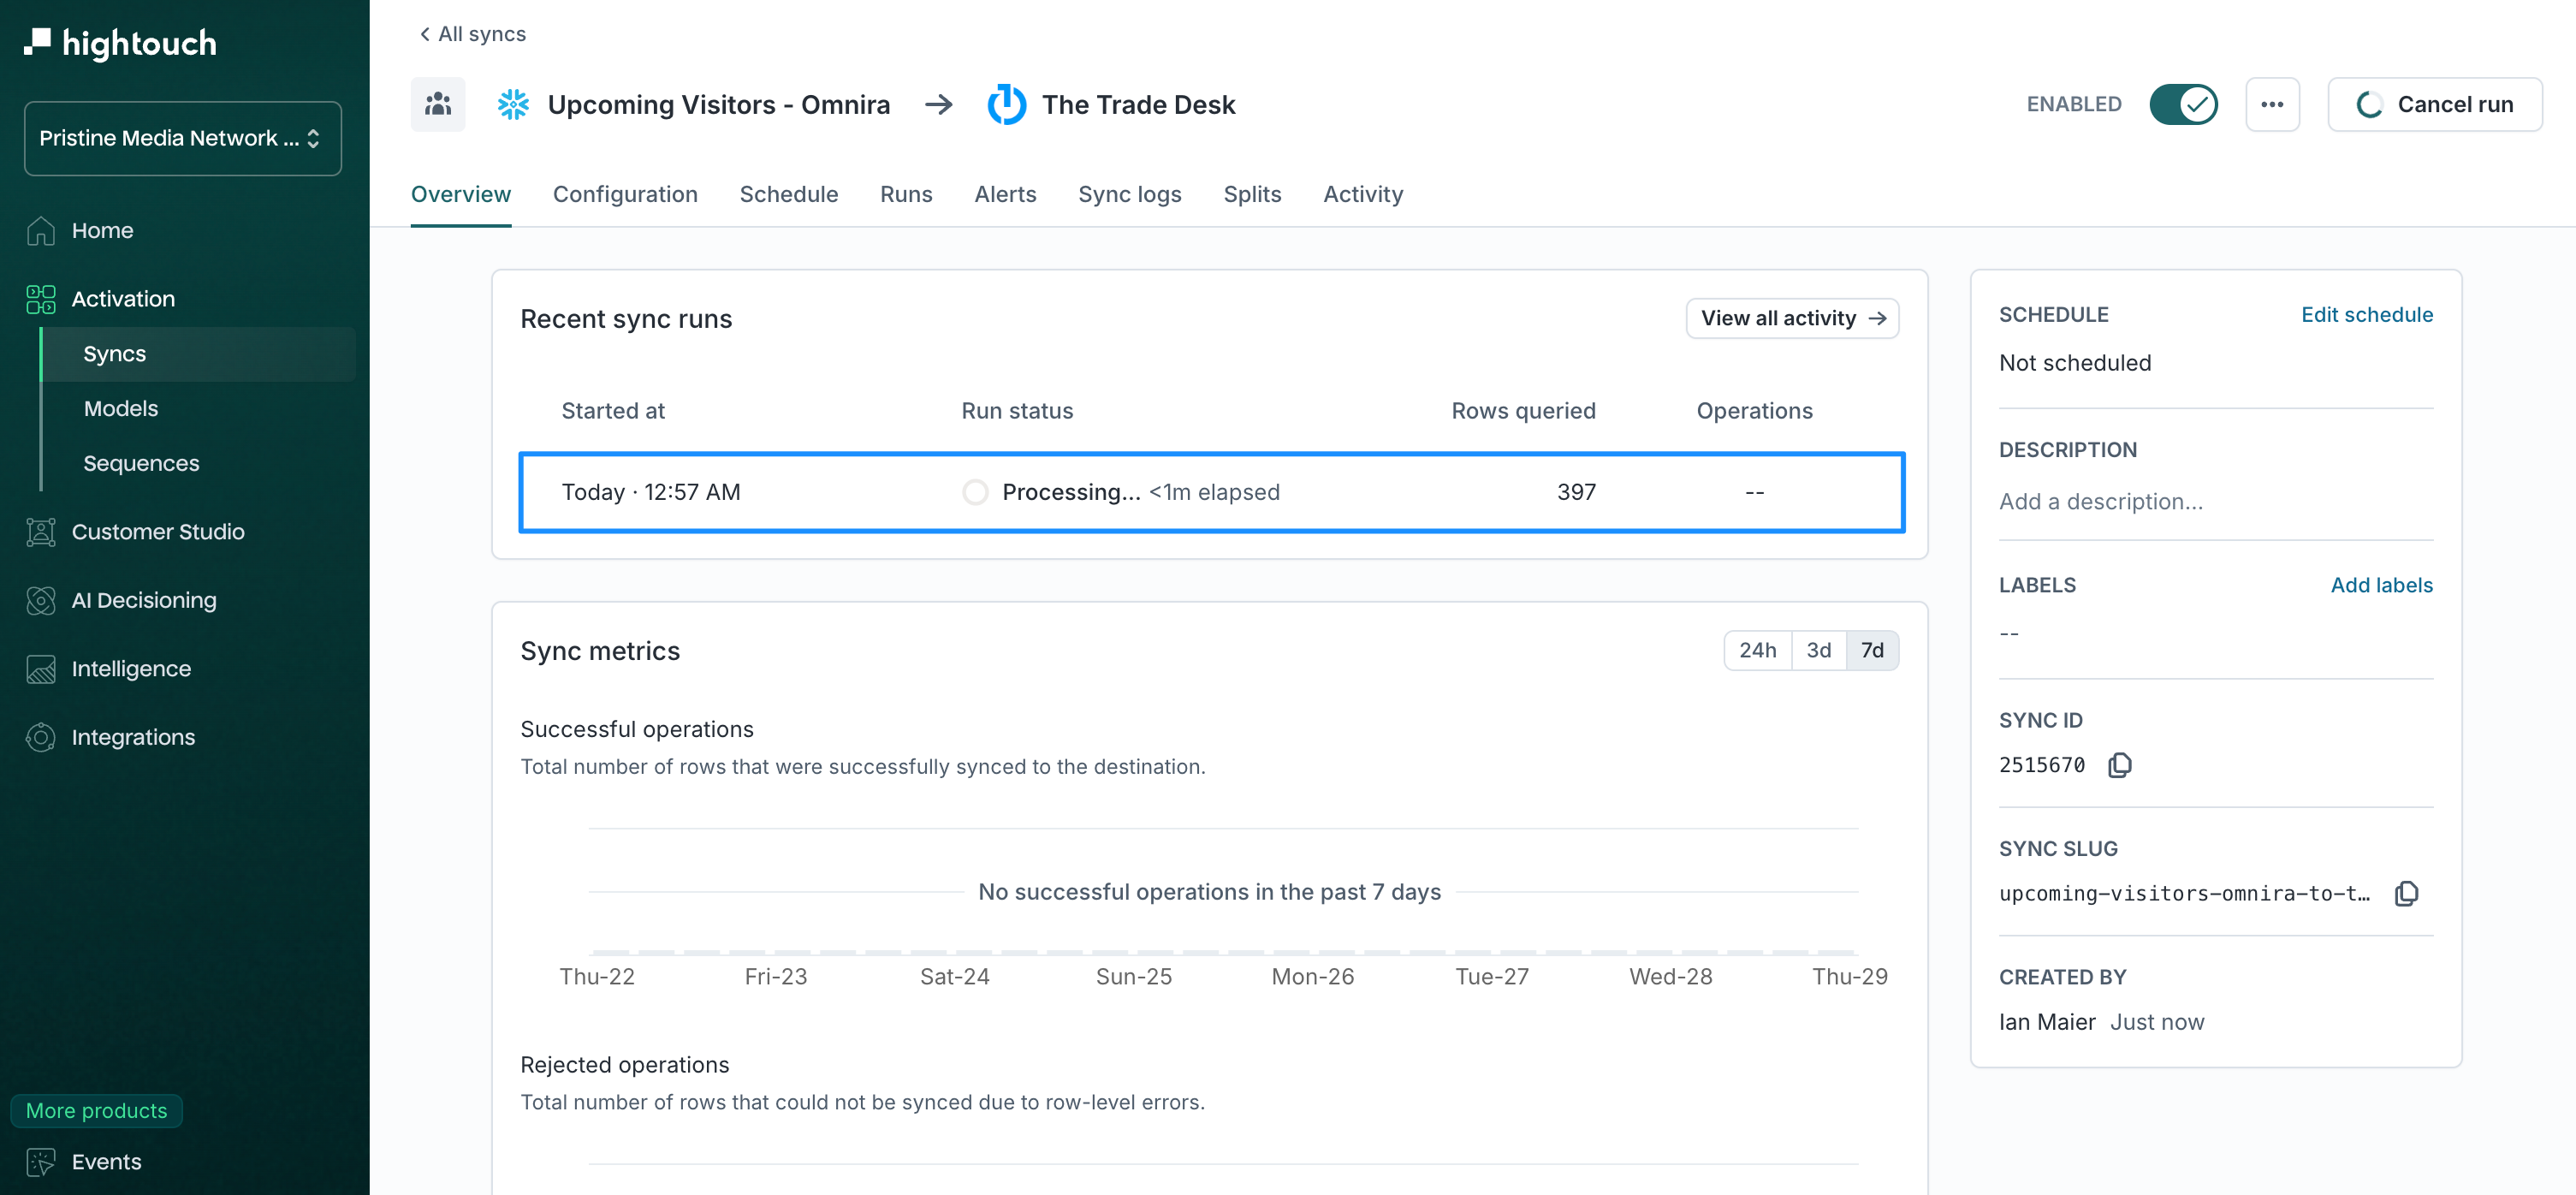 hightouch
Pristine Media Network ...
Home
Activation
Syncs
Models
Sequences
Customer Studio
AI Decisioning
Intelligence
Integrations
More products
Events
All syncs
Upcoming Visitors - Omnira → The Trade Desk
ENABLED
Cancel run
Overview Configuration Schedule Runs Alerts Sync logs Splits Activity
Recent sync runs
View all activity →
Started at Run status Rows queried Operations
Today · 12:57 AM Processing... <1m elapsed 397 --
Sync metrics
24h 3d 7d
Successful operations
Total number of rows that were successfully synced to the destination.
No successful operations in the past 7 days
Thu-22 Fri-23 Sat-24 Sun-25 Mon-26 Tue-27 Wed-28 Thu-29
Rejected operations
Total number of rows that could not be synced due to row-level errors.
SCHEDULE Edit schedule
Not scheduled
DESCRIPTION
Add a description...
LABELS Add labels
--
SYNC ID
2515670
SYNC SLUG
upcoming-visitors-omnira-to-t…
CREATED BY
Ian Maier Just now